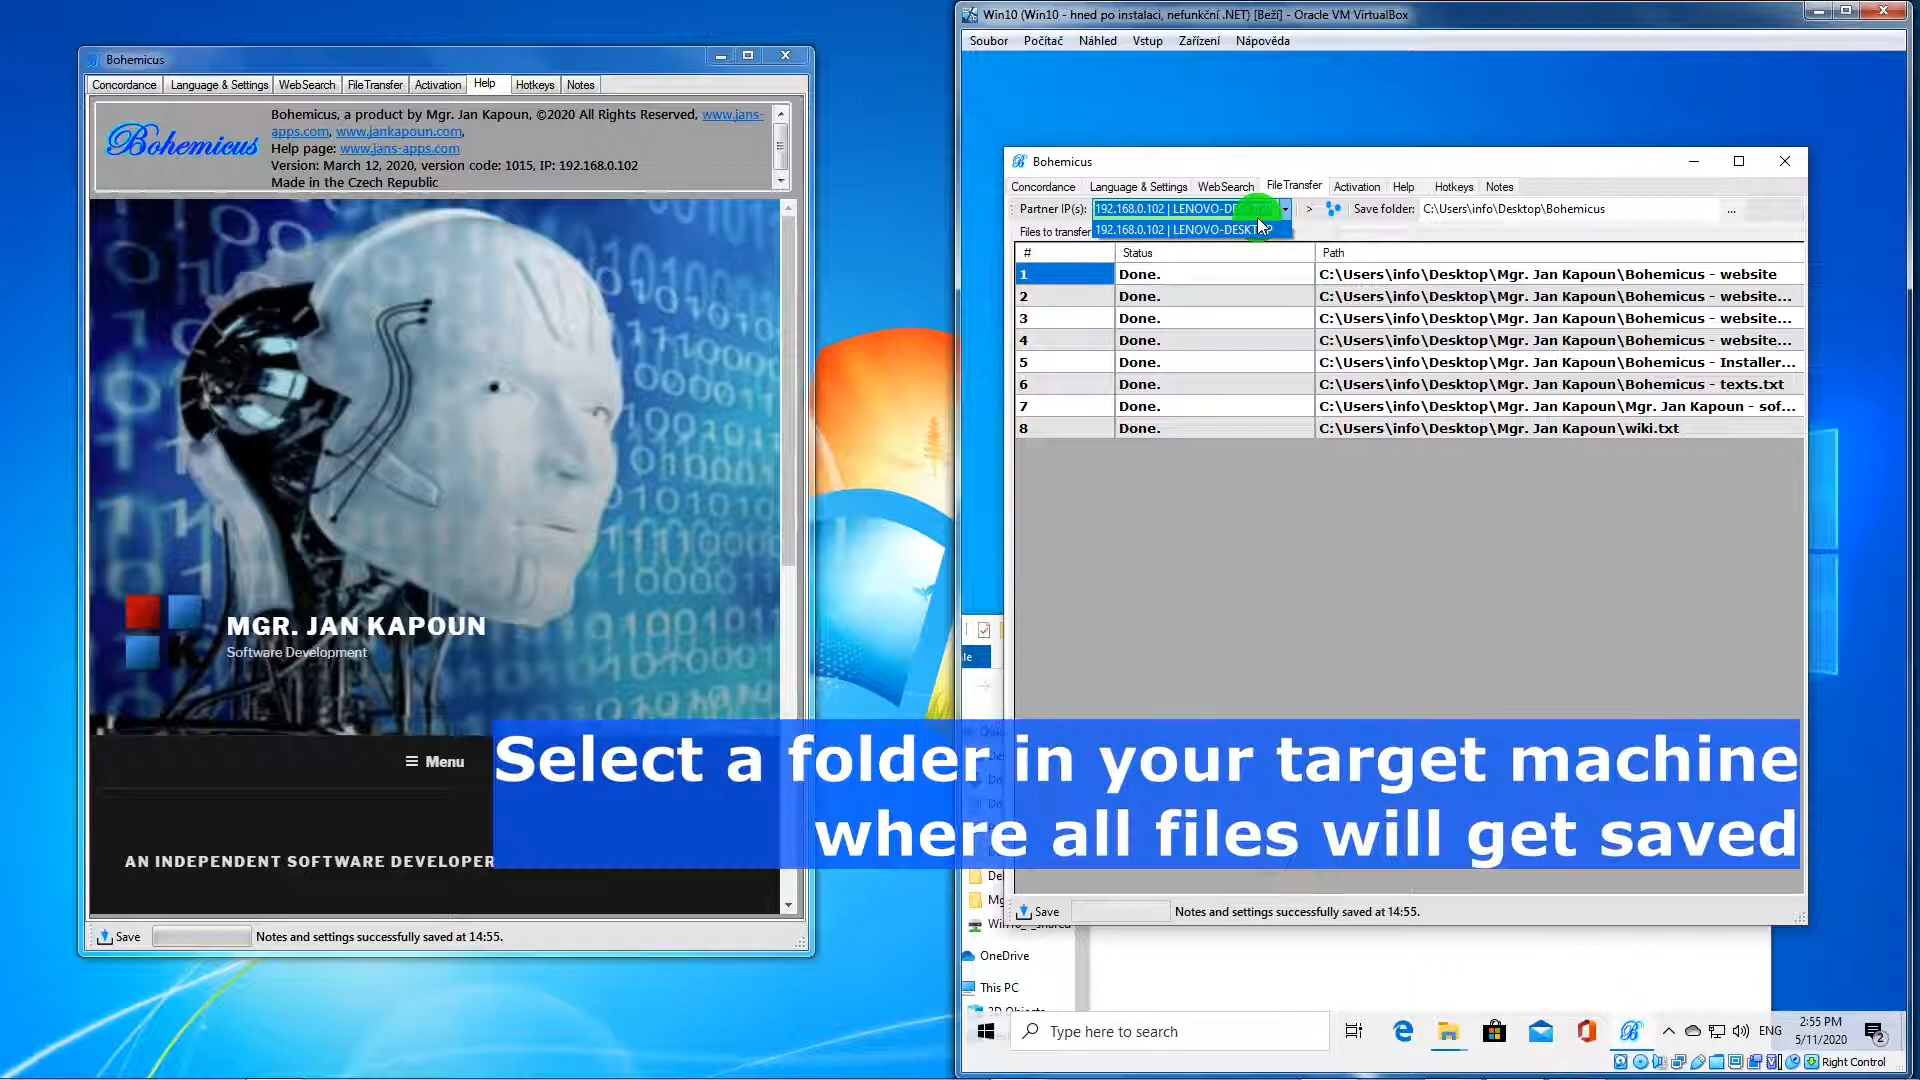 Bohemicus
Concordance Language & Settings WebSearch FileTransfer Activation Help Hotkeys Notes
Bohemicus
Bohemicus, a product by Mgr. Jan Kapoun, ©2020 All Rights Reserved, www.jans-
apps.com, www.jankapoun.com,
Help page: www.jans-apps.com
Version: March 12, 2020, version code: 1015, IP: 192.168.0.102
Made in the Czech Republic
MGR. JAN KAPOUN
Software Development
≡ Menu
AN INDEPENDENT SOFTWARE DEVELOPER
Save Notes and settings successfully saved at 14:55.
Win10 (Win10 - hned po instalaci, nefunkční .NET) [Beží] - Oracle VM VirtualBox
Soubor Počítač Náhled Vstup Zařízení Nápověda
Bohemicus
Concordance Language & Settings WebSearch FileTransfer Activation Help Hotkeys Notes
Partner IP(s): 192.168.0.102 | LENOVO-DE > Save folder: C:\Users\info\Desktop\Bohemicus ...
192.168.0.102 | LENOVO-DESKTOP
Files to transfer
# Status Path
1 Done. C:\Users\info\Desktop\Mgr. Jan Kapoun\Bohemicus - website
2 Done. C:\Users\info\Desktop\Mgr. Jan Kapoun\Bohemicus - website...
3 Done. C:\Users\info\Desktop\Mgr. Jan Kapoun\Bohemicus - website...
4 Done. C:\Users\info\Desktop\Mgr. Jan Kapoun\Bohemicus - website...
5 Done. C:\Users\info\Desktop\Mgr. Jan Kapoun\Bohemicus - Installer...
6 Done. C:\Users\info\Desktop\Mgr. Jan Kapoun\Bohemicus - texts.txt
7 Done. C:\Users\info\Desktop\Mgr. Jan Kapoun\Mgr. Jan Kapoun - sof...
8 Done. C:\Users\info\Desktop\Mgr. Jan Kapoun\wiki.txt
Select a folder in your target machine
where all files will get saved
Save Notes and settings successfully saved at 14:55.
OneDrive
This PC
Type here to search
ENG
2:55 PM
5/11/2020
2
Right Control